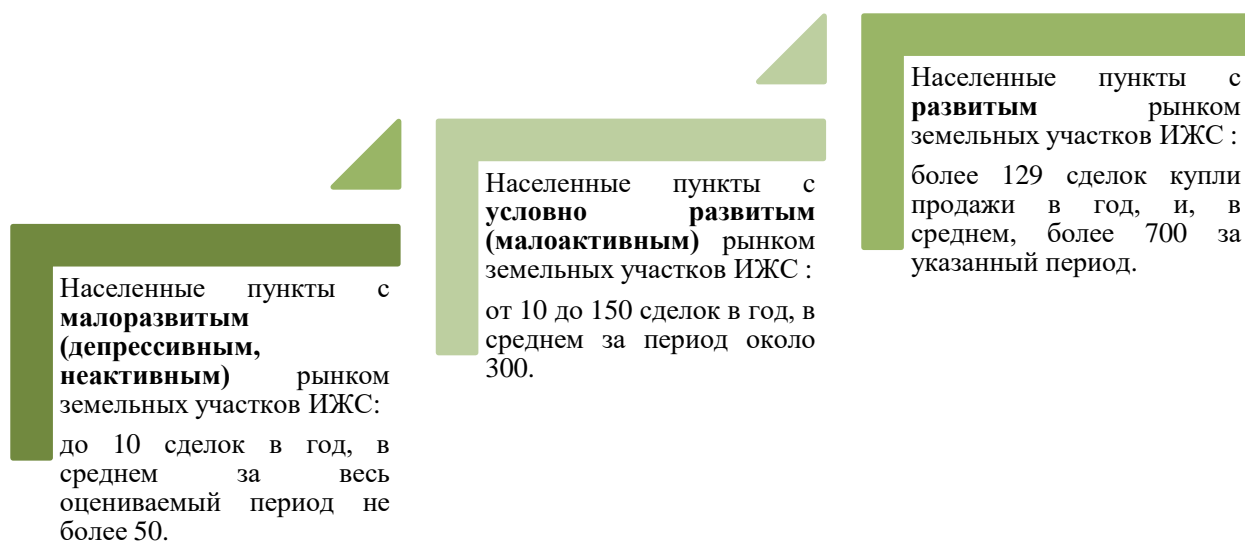 Населенные пункты с
малоразвитым
(депрессивным,
неактивным) рынком
земельных участков ИЖС:
до 10 сделок в год, в
среднем за весь
оцениваемый период не
более 50.
Населенные пункты с
условно развитым
(малоактивным) рынком
земельных участков ИЖС :
от 10 до 150 сделок в год, в
среднем за период около
300.
Населенные пункты с
развитым рынком
земельных участков ИЖС :
более 129 сделок купли
продажи в год, и, в
среднем, более 700 за
указанный период.